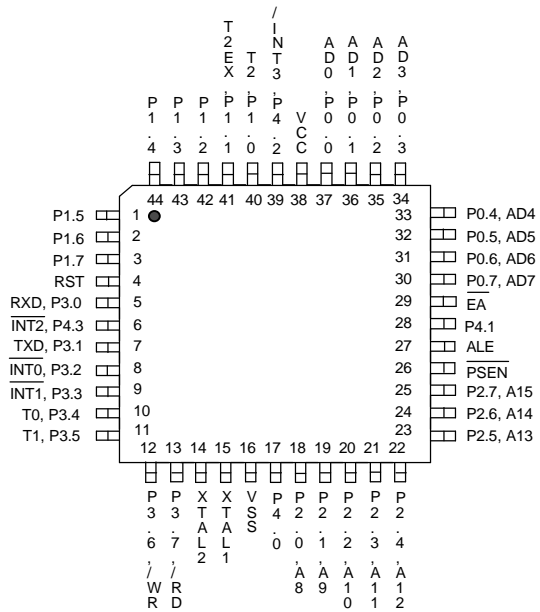 P1.4
P1.3
P1.2
T2EX,P1.1
T2,P1.0
/INT3,P4.2
VCC
AD0,P0.0
AD1,P0.1
AD2,P0.2
AD3,P0.3
44 43 42 41 40 39 38 37 36 35 34
P1.5 1
P1.6 2
P1.7 3
RST 4
RXD, P3.0 5
INT2, P4.3 6
TXD, P3.1 7
INT0, P3.2 8
INT1, P3.3 9
T0, P3.4 10
T1, P3.5 11
33 P0.4, AD4
32 P0.5, AD5
31 P0.6, AD6
30 P0.7, AD7
29 EA
28 P4.1
27 ALE
26 PSEN
25 P2.7, A15
24 P2.6, A14
23 P2.5, A13
12 13 14 15 16 17 18 19 20 21 22
P3.6,/WR
P3.7,/RD
XTAL2
XTAL1
VSS
P4.0
P2.0,A8
P2.1,A9
P2.2,A10
P2.3,A11
P2.4,A12